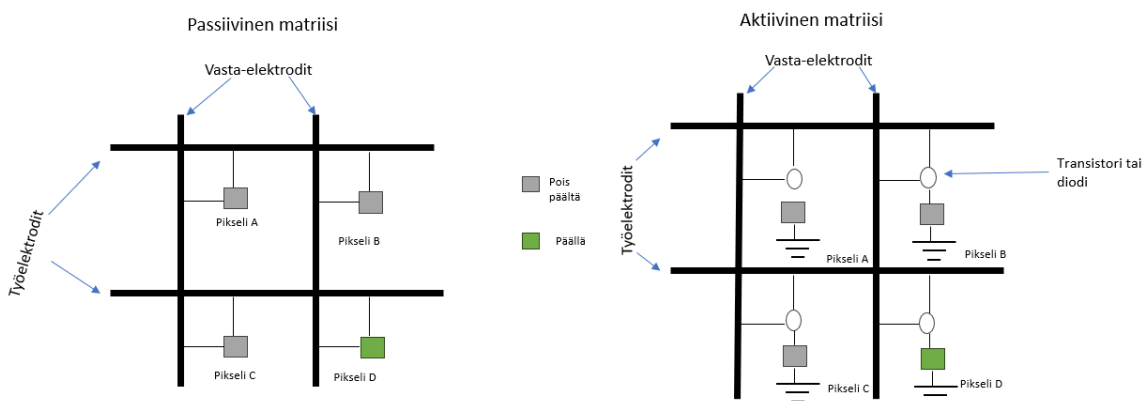 Passiivinen matriisi
Vasta-elektrodit
Työelektrodit
Pikseli A
Pikseli B
Pikseli C
Pikseli D
Pois
päältä
Päällä
Aktiivinen matriisi
Vasta-elektrodit
Työelektrodit
Transistori tai
diodi
Pikseli A
Pikseli B
Pikseli C
Pikseli D